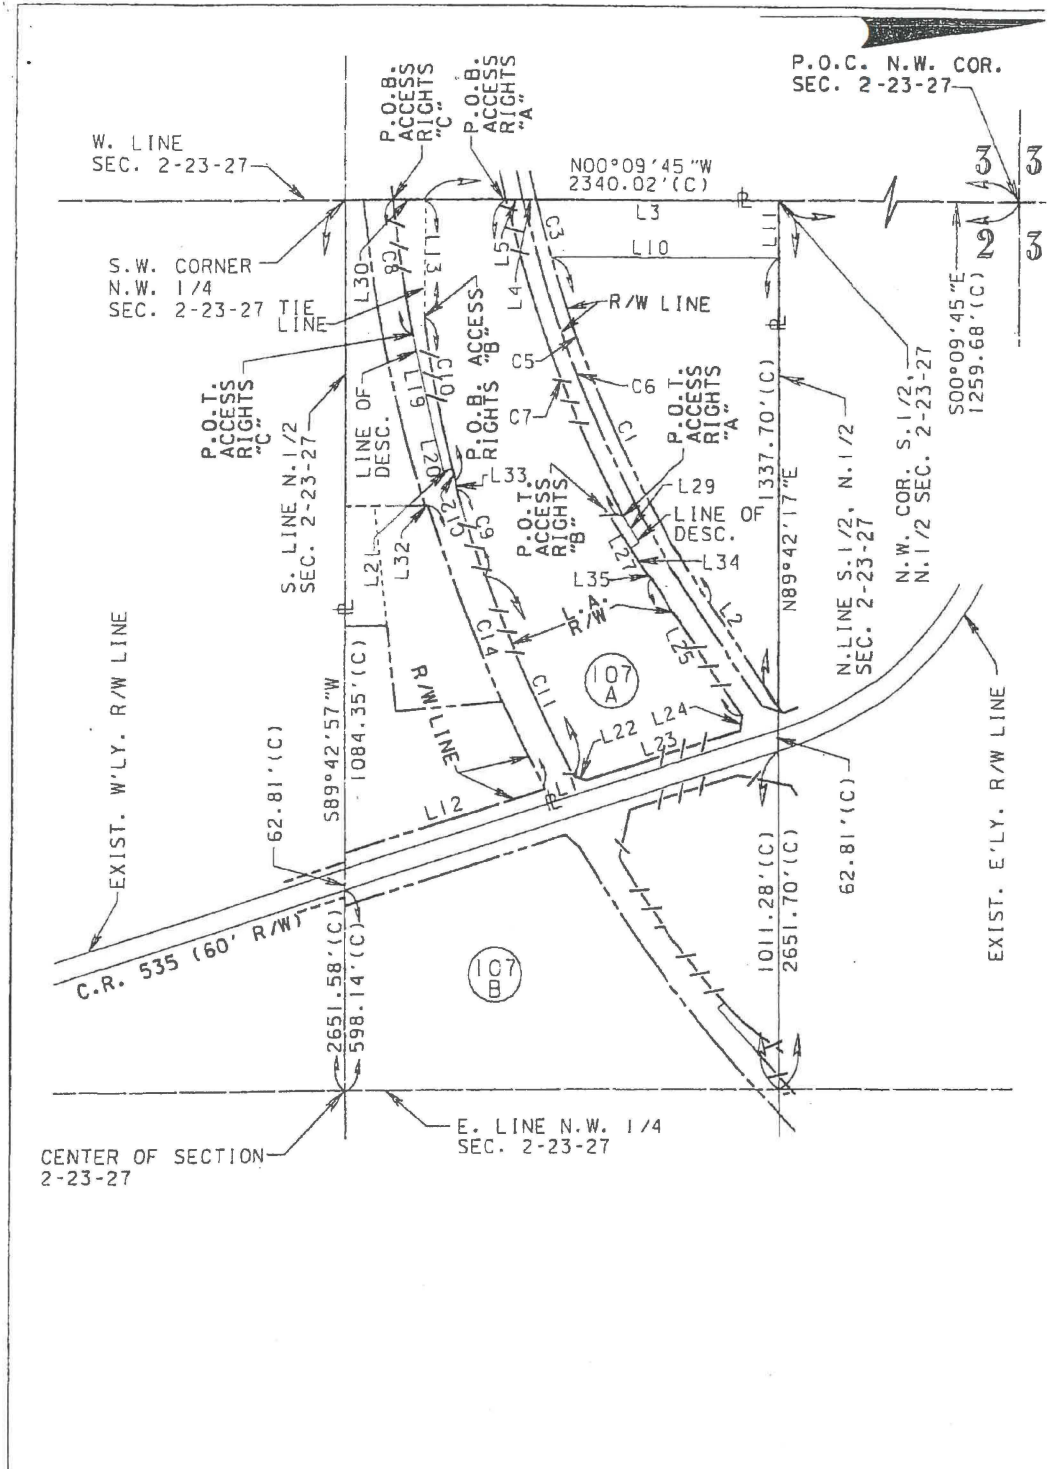 P.O.C. N.W. COR.
SEC. 2-23-27
P.O.B.
ACCESS
RIGHTS
"C"
P.O.B.
ACCESS
RIGHTS
"A"
W. LINE
SEC. 2-23-27
N00°09'45"W
2340.02'(C)
3
3
2
3
L3
L11
L10
C3
L5
L4
L30
C8
L13
S.W. CORNER
N.W. 1/4
SEC. 2-23-27
TIE
LINE
R/W LINE
S00°09'45"E
1259.68'(C)
N.W. COR. S.1/2,
N.1/2 SEC. 2-23-27
N.LINE S.1/2, N.1/2
SEC. 2-23-27
1337.70'(C)
N89°42'17"E
C5
C6
C7
C1
P.O.B. ACCESS
RIGHTS "B"
C10
L19
L20
P.O.T.
ACCESS
RIGHTS
"C"
LINE OF
DESC.
S. LINE N.1/2
SEC. 2-23-27
P.O.T.
ACCESS
RIGHTS
"A"
P.O.T.
ACCESS
RIGHTS
"B"
L33
L29
LINE OF
DESC.
L34
L27
L35
L21
L32
C12
C9
L.A.
R/W
L2
L25
C14
C11
107
A
L24
L22
L23
L1
R/W LINE
L12
S89°42'57"W
1084.35'(C)
62.81'(C)
EXIST. W'LY. R/W LINE
62.81'(C)
EXIST. E'LY. R/W LINE
C.R. 535 (60' R/W)
2651.58'(C)
598.14'(C)
107
B
1011.28'(C)
2651.70'(C)
E. LINE N.W. 1/4
SEC. 2-23-27
CENTER OF SECTION
2-23-27